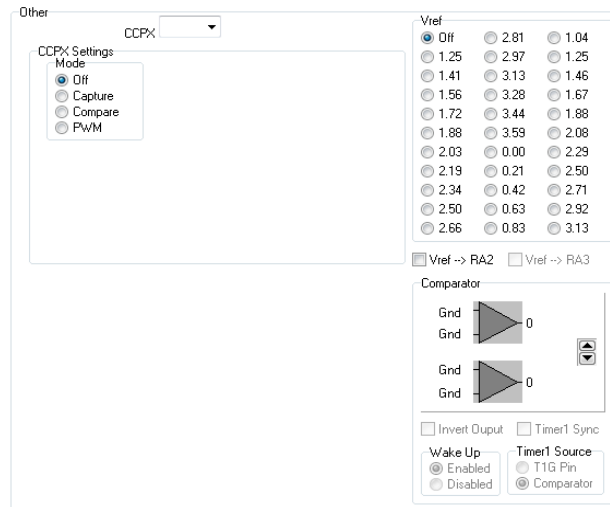 Other
CCPX
CCPX Settings
Mode
Off
Capture
Compare
PWM
Vref
Off 2.81 1.04
1.25 2.97 1.25
1.41 3.13 1.46
1.56 3.28 1.67
1.72 3.44 1.88
1.88 3.59 2.08
2.03 0.00 2.29
2.19 0.21 2.50
2.34 0.42 2.71
2.50 0.63 2.92
2.66 0.83 3.13
Vref --> RA2 Vref --> RA3
Comparator
Gnd
Gnd
0
Gnd
Gnd
0
Invert Ouput Timer1 Sync
Wake Up Timer1 Source
Enabled T1G Pin
Disabled Comparator